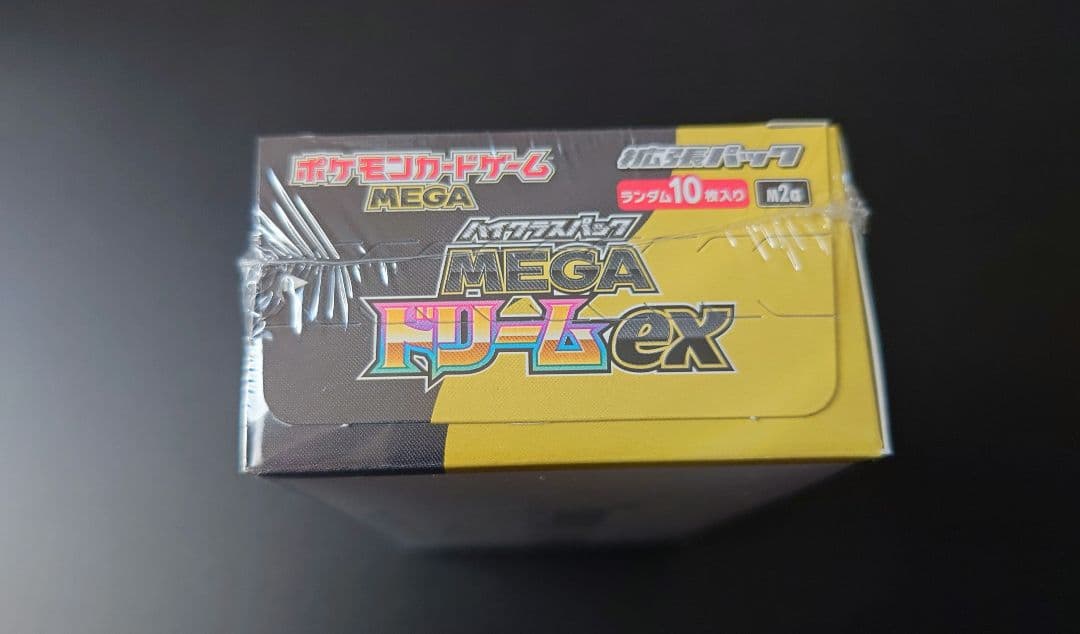 ポケモンカードゲーム
MEGA
拡張パック
ランダム10枚入り M2a
ハイクラスパック
MEGA
ドリームex